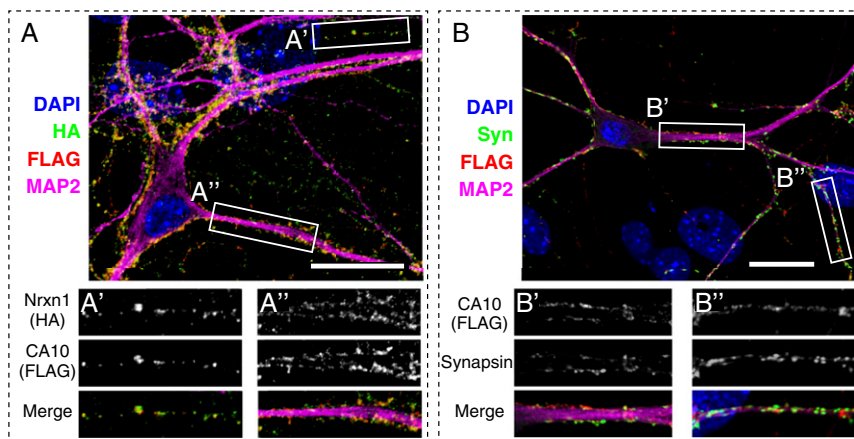 A
A'
DAPI
HA
FLAG
MAP2
A''
Nrxn1
(HA)
A'
A''
CA10
(FLAG)
Merge
B
B'
DAPI
Syn
FLAG
MAP2
B''
CA10
(FLAG)
B'
B''
Synapsin
Merge